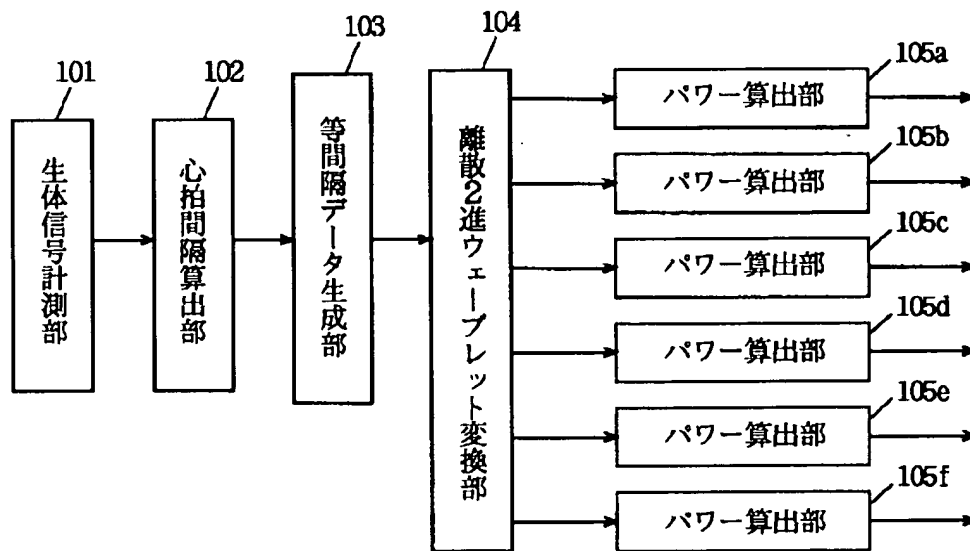 101
生体信号計測部
102
心拍間隔算出部
103
等間隔データ生成部
104
離散2進ウェーブレット変換部
105a
パワー算出部
105b
パワー算出部
105c
パワー算出部
105d
パワー算出部
105e
パワー算出部
105f
パワー算出部